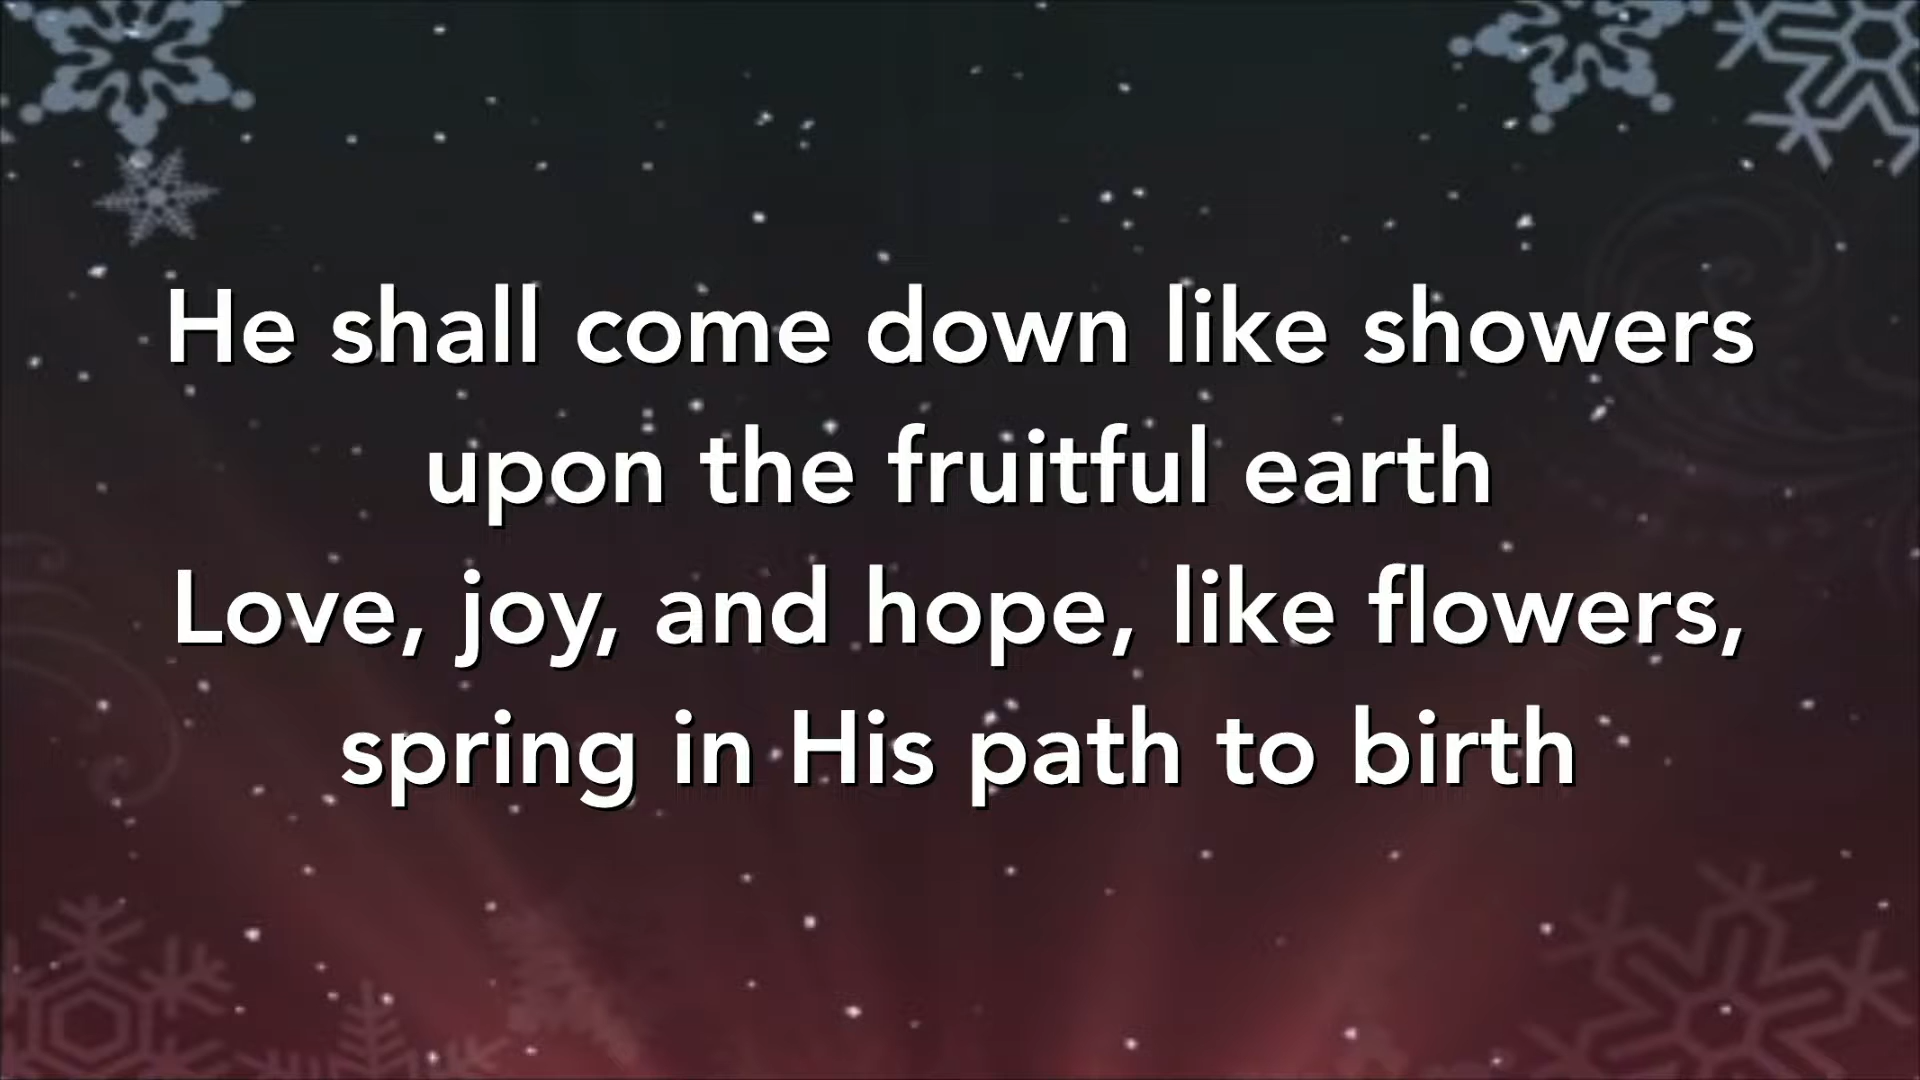 He shall come down like showers
upon the fruitful earth
Love, joy, and hope, like flowers,
spring in His path to birth